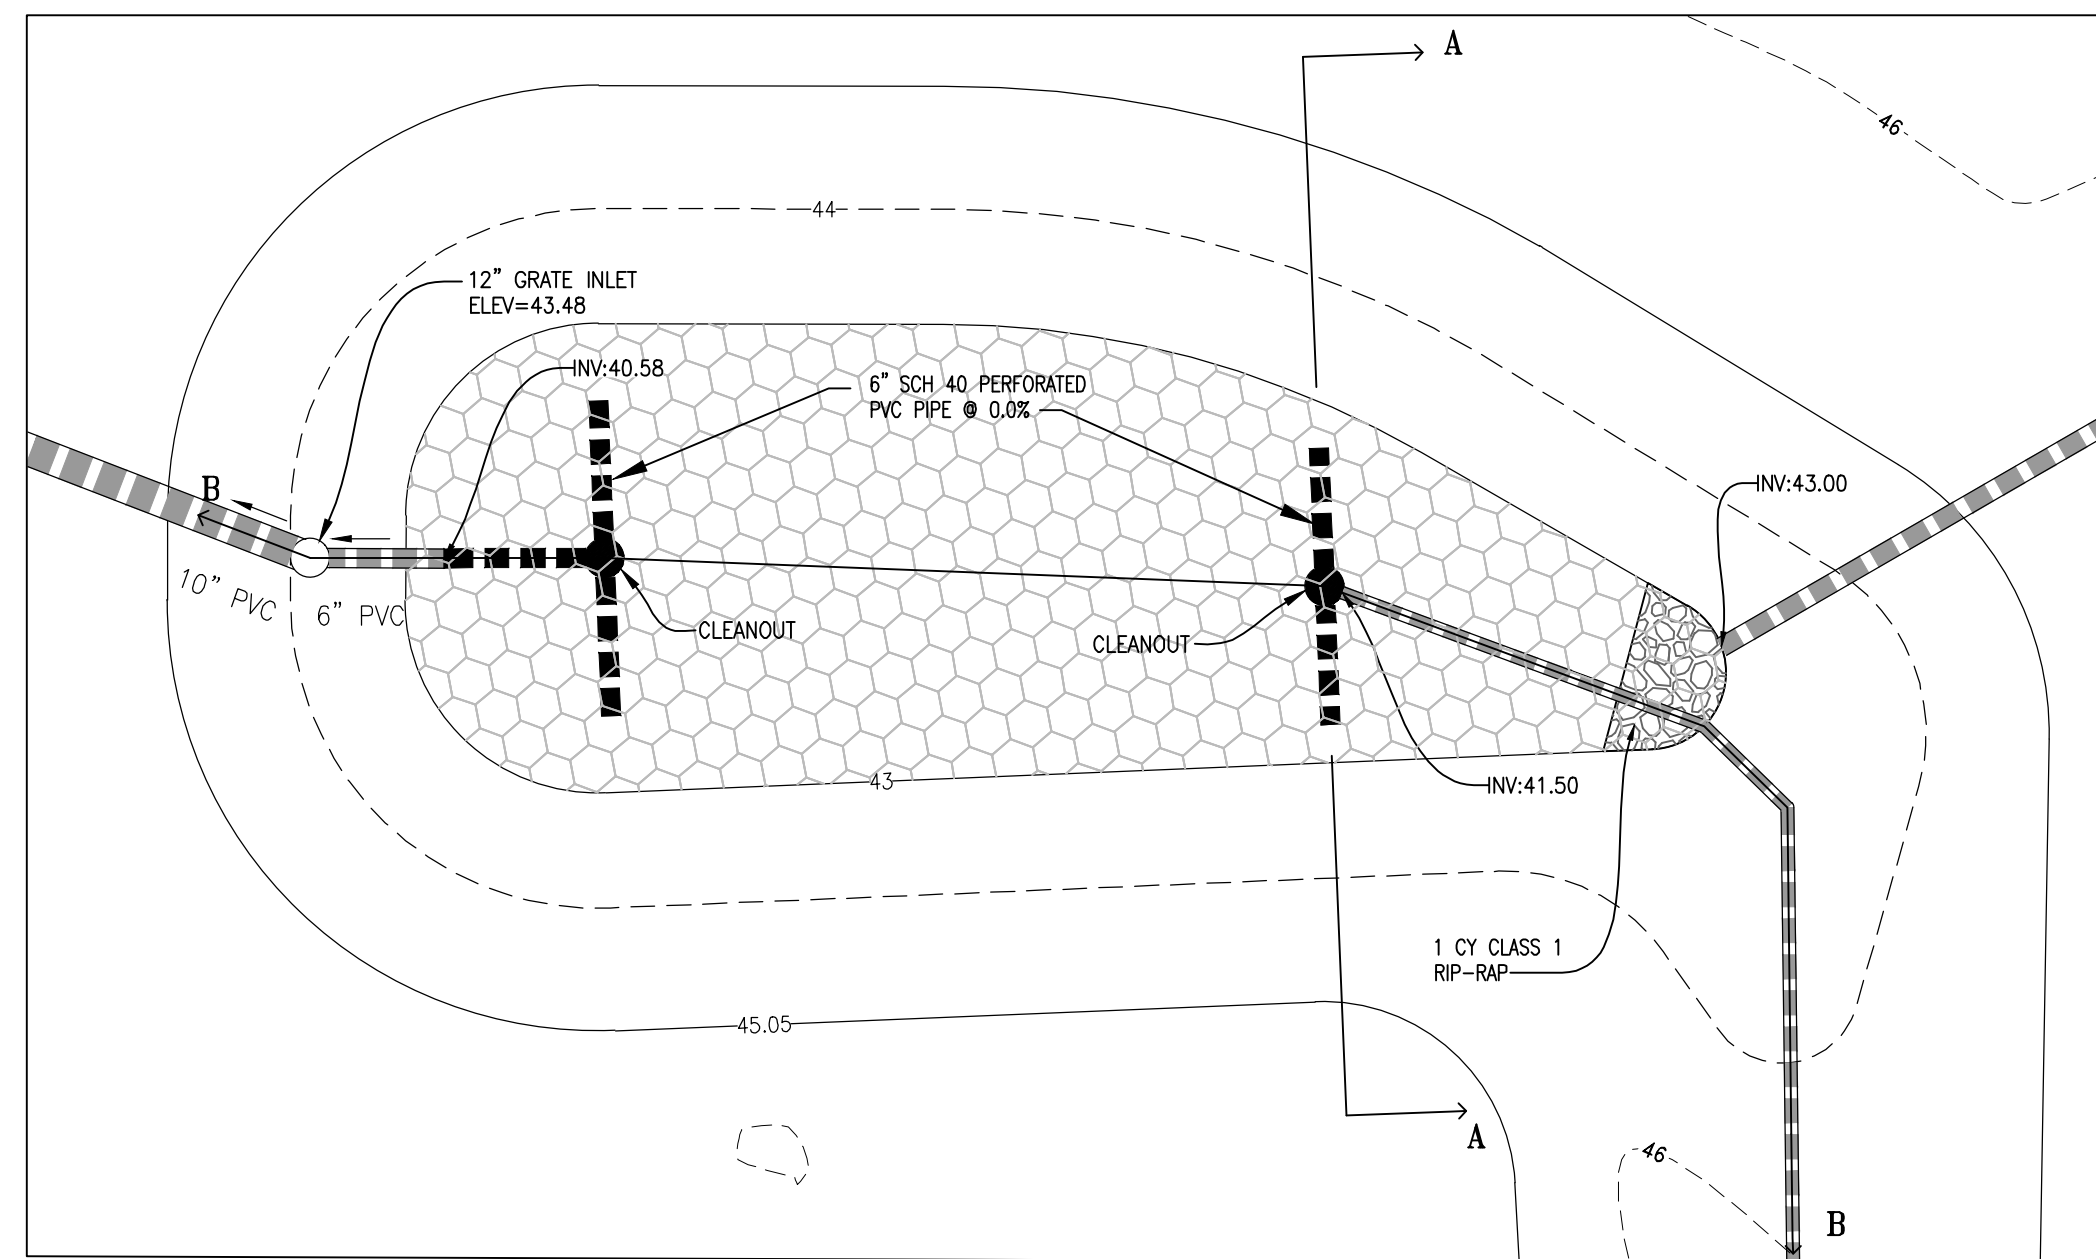 A
46
44
12” GRATE INLET
ELEV=43.48
INV:40.58
6” SCH 40 PERFORATED
PVC PIPE @ 0.0%
B
INV:43.00
10” PVC
6” PVC
CLEANOUT
CLEANOUT
43
INV:41.50
1 CY CLASS 1
RIP-RAP
45.05
A
46
B